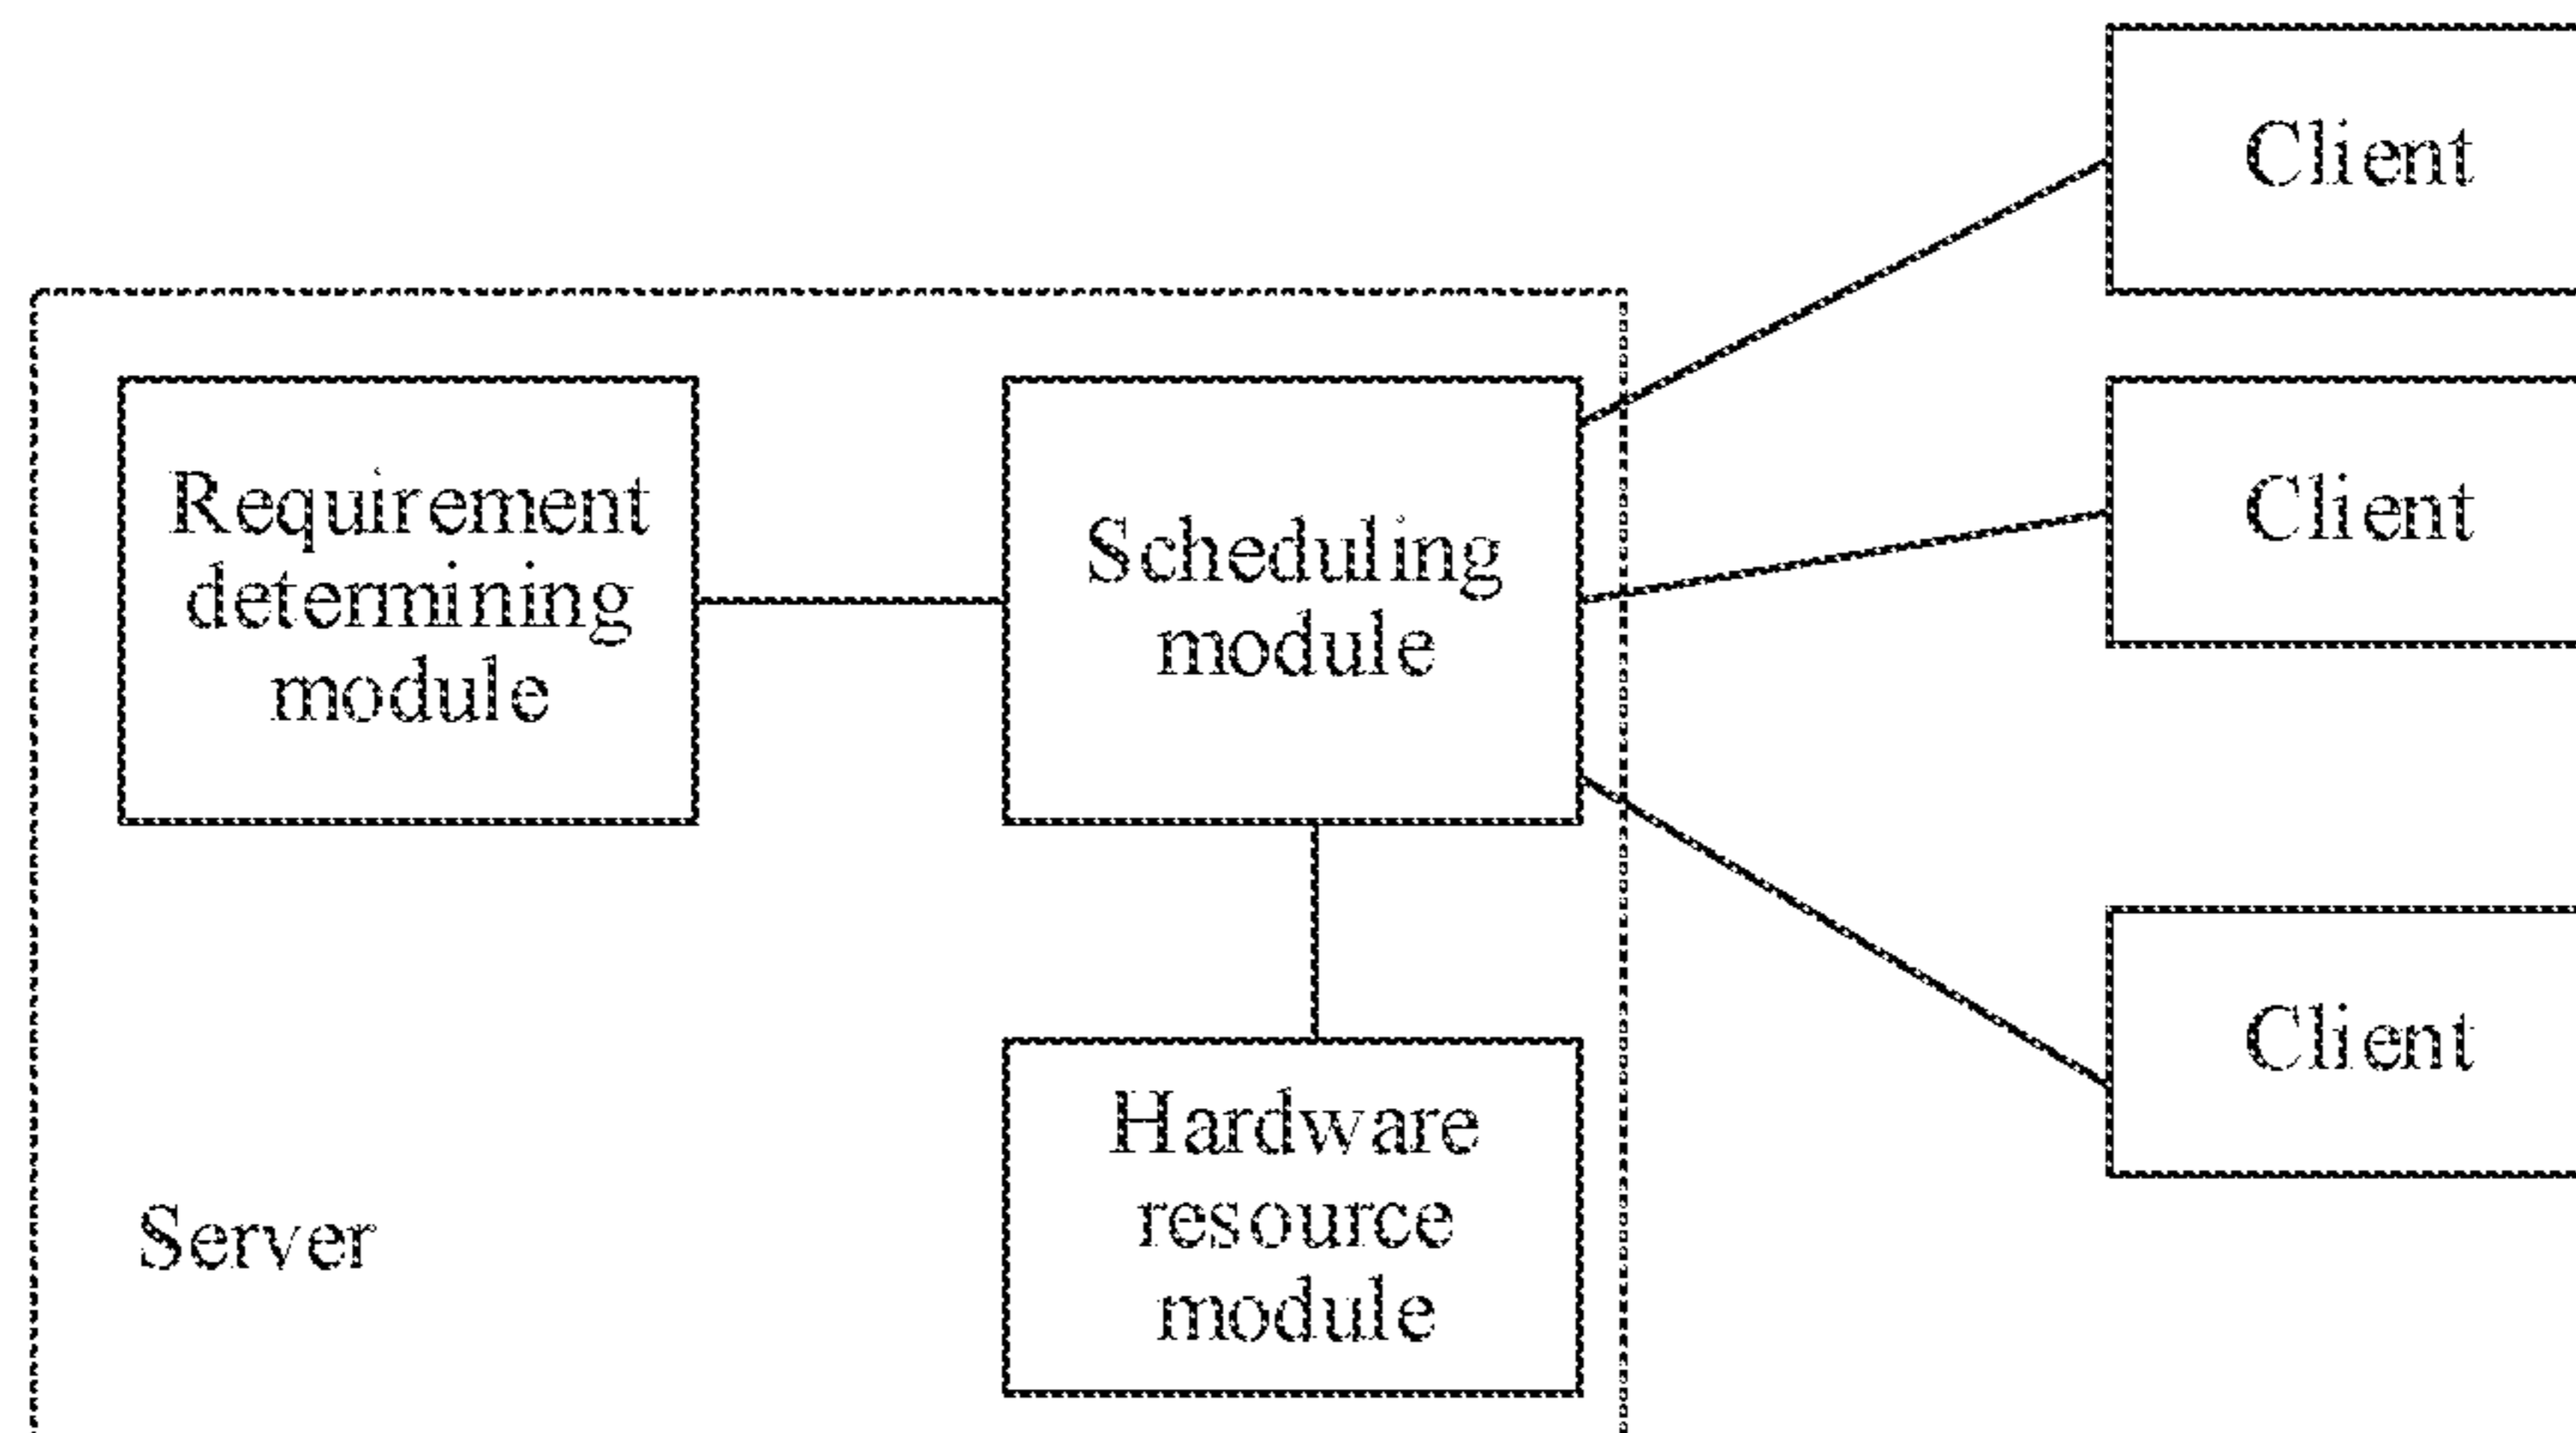 Client
Client
Requirement
determining
module
Scheduling
module
Client
Hardware
resource
module
Server